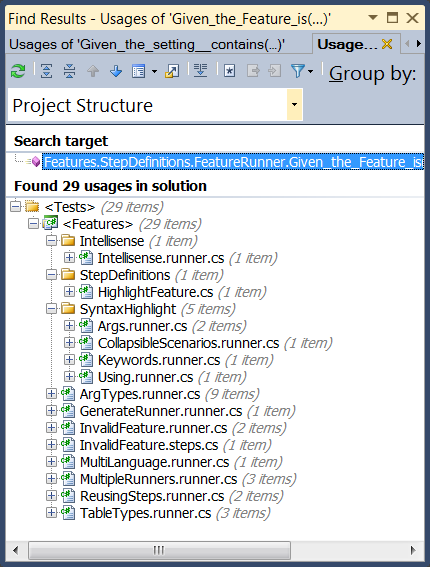 Find Results - Usages of 'Given_the_Feature_is(...)'
Usages of 'Given_the_setting__contains(...)' Usage...
Group by:
Project Structure
Search target
Features.StepDefinitions.FeatureRunner.Given_the_Feature_is
Found 29 usages in solution
<Tests> (29 items)
<Features> (29 items)
Intellisense (1 item)
Intellisense.runner.cs (1 item)
StepDefinitions (1 item)
HighlightFeature.cs (1 item)
SyntaxHighlight (5 items)
Args.runner.cs (2 items)
CollapsibleScenarios.runner.cs (1 item)
Keywords.runner.cs (1 item)
Using.runner.cs (1 item)
ArgTypes.runner.cs (9 items)
GenerateRunner.runner.cs (1 item)
InvalidFeature.runner.cs (2 items)
InvalidFeature.steps.cs (1 item)
MultiLanguage.runner.cs (1 item)
MultipleRunners.runner.cs (3 items)
ReusingSteps.runner.cs (2 items)
TableTypes.runner.cs (3 items)